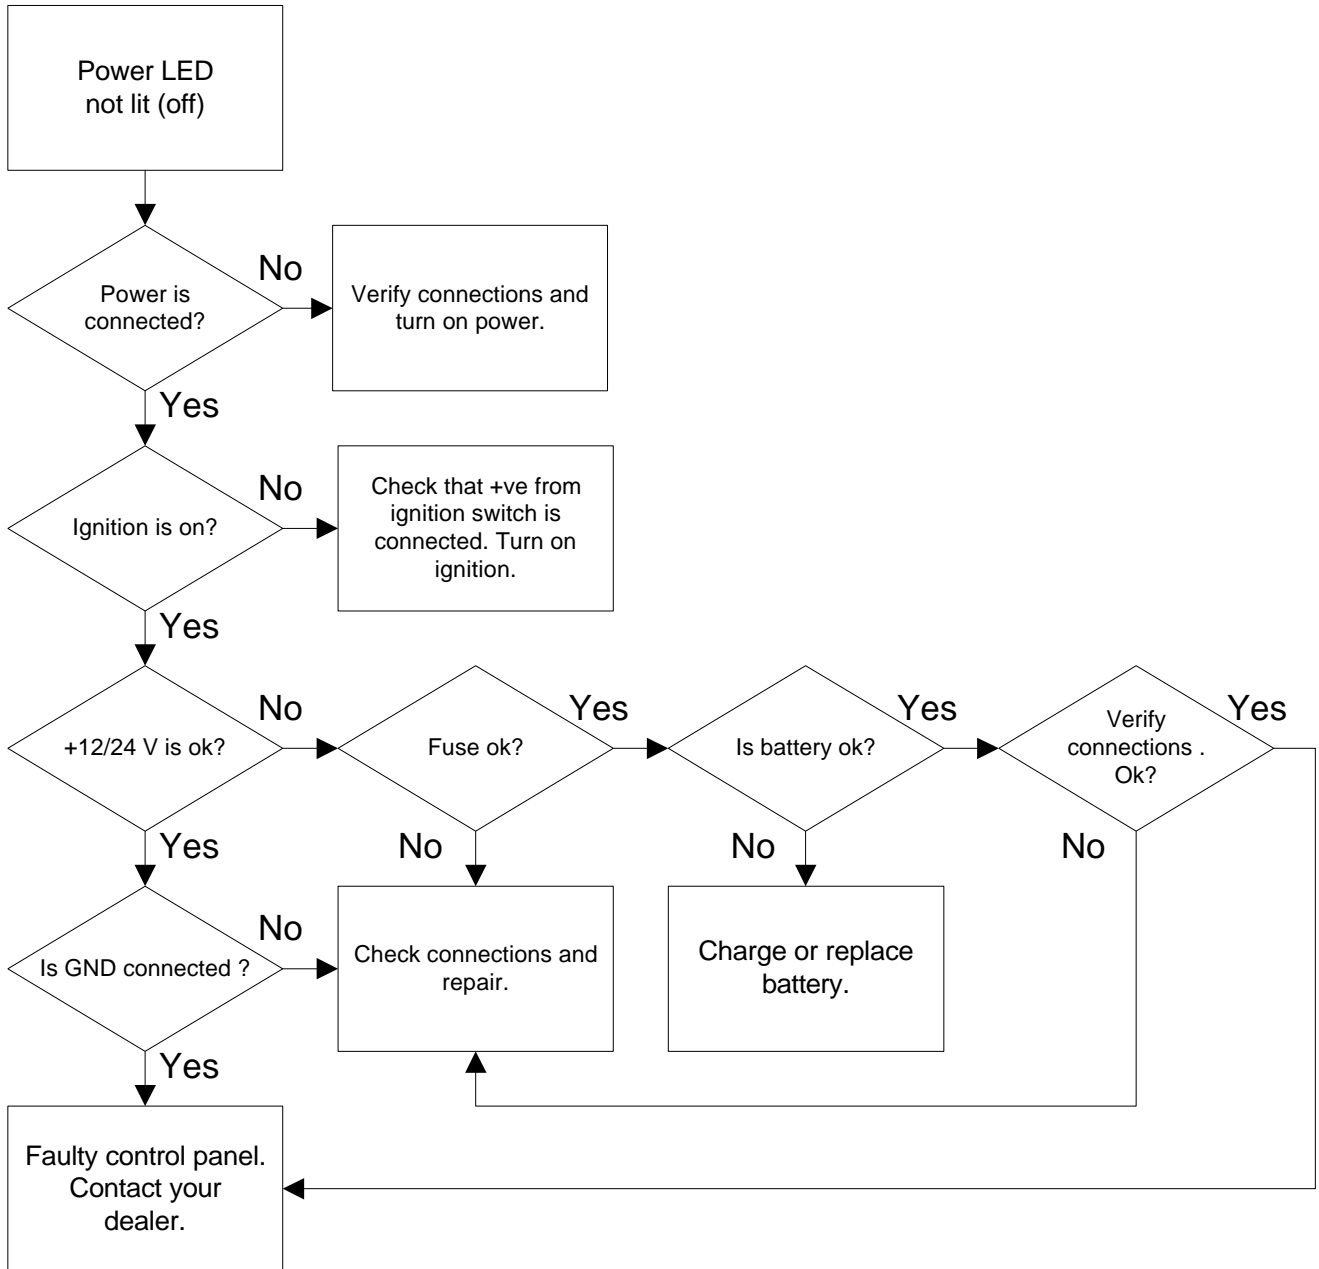 Power LED
not lit (off)
No
Power is
connected?
Verify connections and
turn on power.
Yes
No
Ignition is on?
Check that +ve from
ignition switch is
connected. Turn on
ignition.
Yes
No
Yes
Yes
Yes
+12/24 V is ok?
Fuse ok?
Is battery ok?
Verify
connections .
Ok?
Yes
No
No
No
No
Is GND connected ?
Check connections and
repair.
Charge or replace
battery.
Yes
Faulty control panel.
Contact your
dealer.